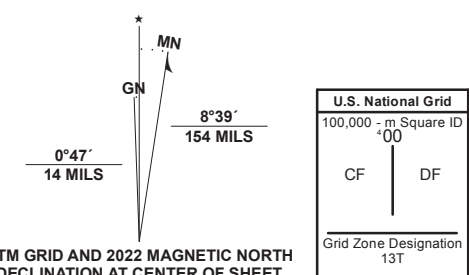 ★
MN
GN
8°39´
154 MILS
0°47´
14 MILS
TM GRID AND 2022 MAGNETIC NORTH
DECLINATION AT CENTER OF SHEET
U.S. National Grid
100,000 - m Square ID
⁴00
CF DF
Grid Zone Designation
13T